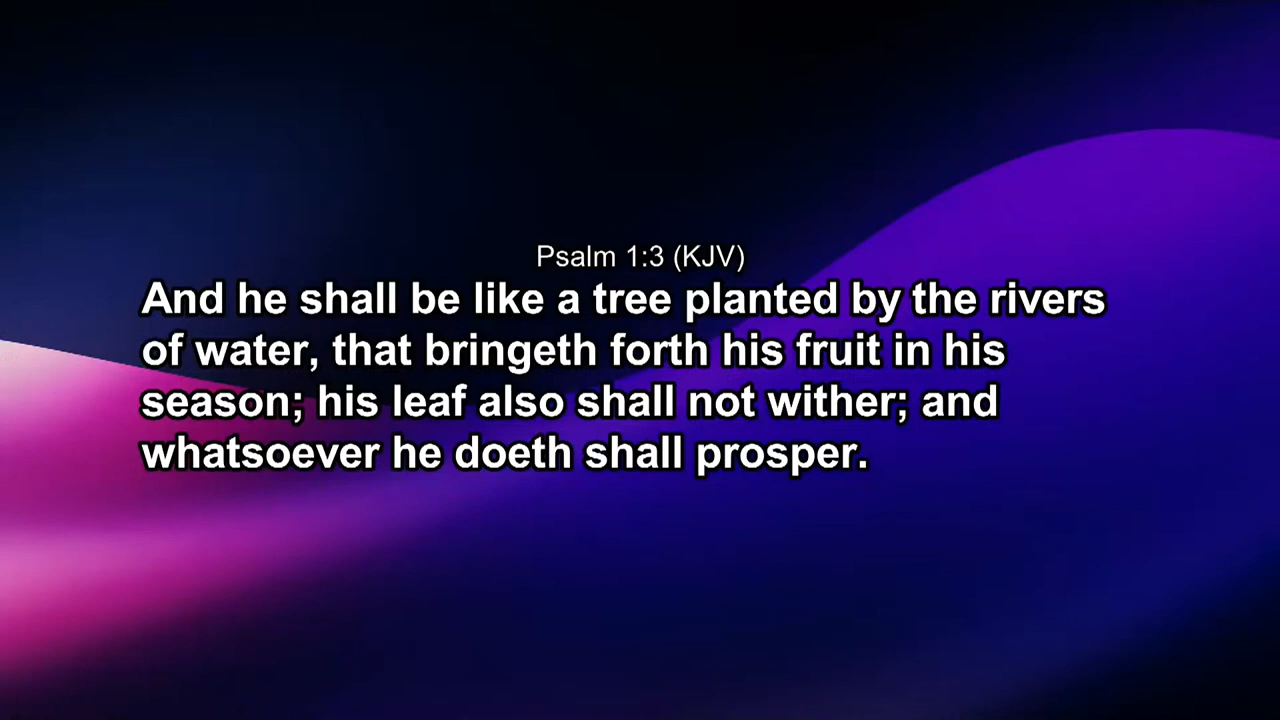 Psalm 1:3 (KJV)
And he shall be like a tree planted by the rivers
of water, that bringeth forth his fruit in his
season; his leaf also shall not wither; and
whatsoever he doeth shall prosper.